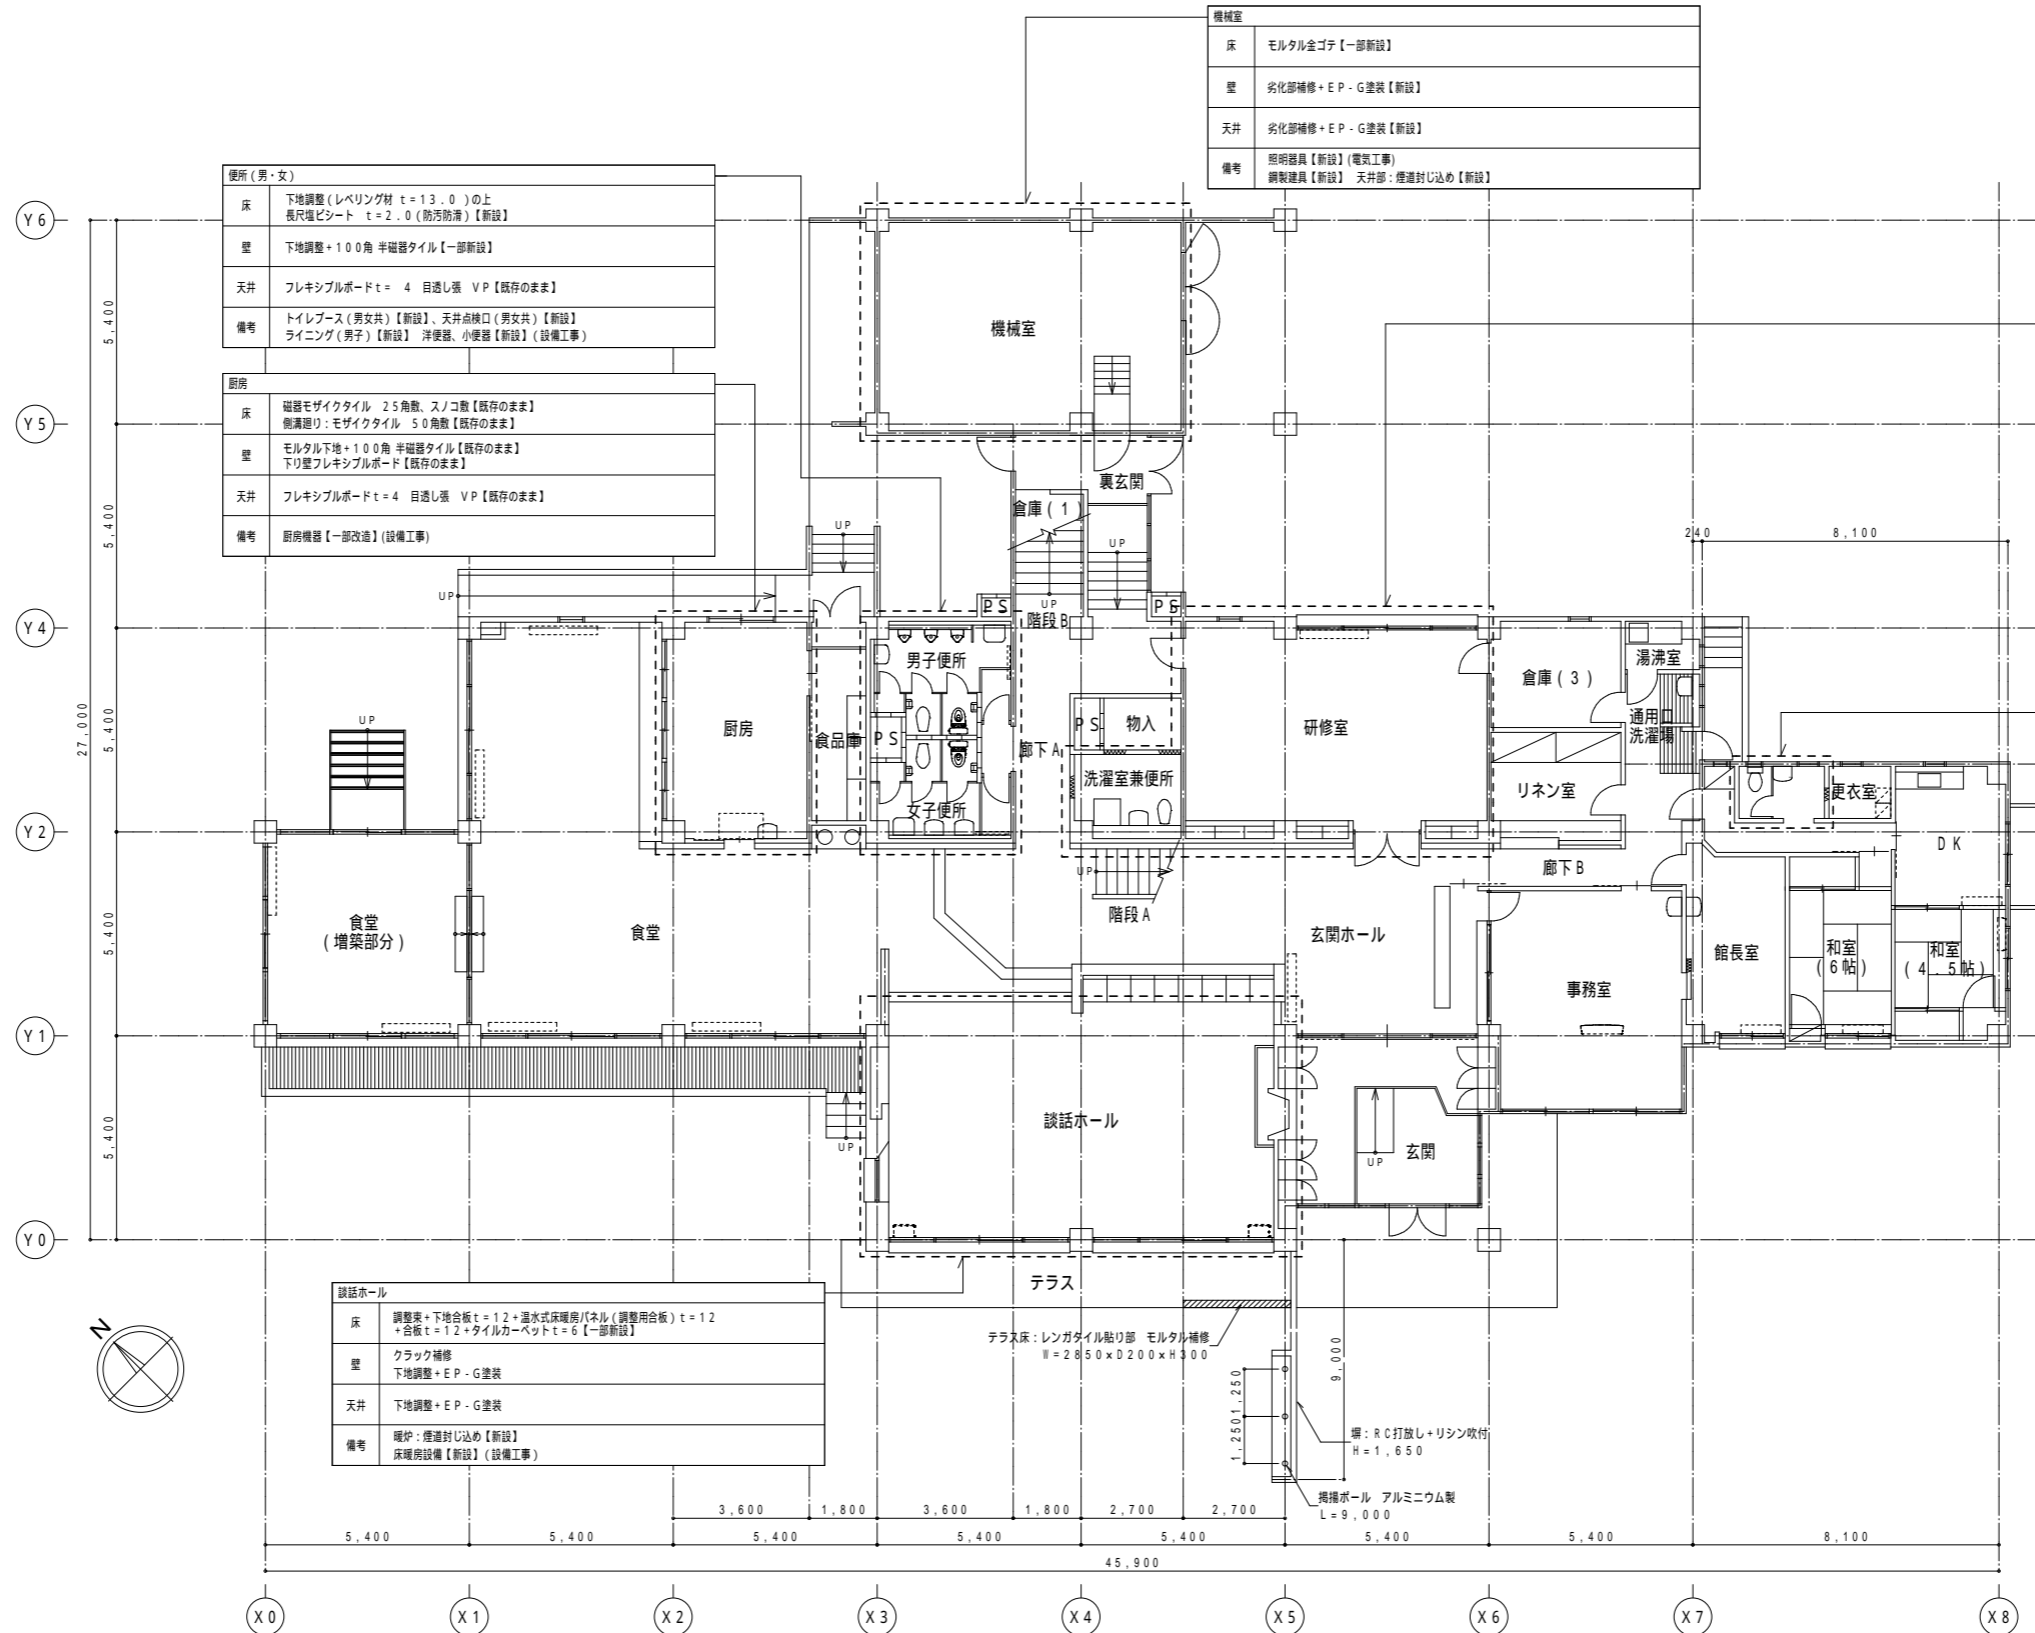 機械室
床 モルタル金ゴテ【一部新設】
壁 劣化部補修+EP-G塗装【新設】
天井 劣化部補修+EP-G塗装【新設】
備考 照明器具【新設】(電気工事)
鋼製建具【新設】 天井部:煙道封じ込め【新設】
便所(男・女)
床 下地調整(レベリング材 t=13.0 )の上
長尺塩ビシート t=2.0(防汚防滑)【新設】
壁 下地調整+100角 半磁器タイル【一部新設】
天井 フレキシブルボードt= 4 目透し張 VP【既存のまま】
備考 トイレブース(男女共)【新設】、天井点検口(男女共)【新設】
ライニング(男子)【新設】 洋便器、小便器【新設】(設備工事)
厨房
床 磁器モザイクタイル 25角敷、スノコ敷【既存のまま】
側溝廻り:モザイクタイル 50角敷【既存のまま】
壁 モルタル下地+100角 半磁器タイル【既存のまま】
下り壁フレキシブルボード【既存のまま】
天井 フレキシブルボードt=4 目透し張 VP【既存のまま】
備考 厨房機器【一部改造】(設備工事)
Y6
Y5
Y4
Y2
Y1
Y0
5,400
5,400
5,400
5,400
5,400
27,000
機械室
裏玄関
倉庫(1)
UP
UP
UP
UP
240
8,100
PS
UP
階段B
PS
男子便所
倉庫(3)
湯沸室
UP
厨房
食品庫
PS
廊下A
PS
物入
研修室
通用口
洗濯場
洗濯室兼便所
リネン室
更衣室
女子便所
DK
UP
廊下B
階段A
食堂
(増築部分)
食堂
玄関ホール
館長室
和室
(6帖)
和室
(4.5帖)
事務室
談話ホール
UP
UP
玄関
テラス
談話ホール
床 調整束+下地合板t=12+温水式床暖房パネル(調整用合板)t=12
+合板t=12+タイルカーペットt=6【一部新設】
壁 クラック補修
下地調整+EP-G塗装
天井 下地調整+EP-G塗装
備考 暖炉:煙道封じ込め【新設】
床暖房設備【新設】(設備工事)
N
テラス床:レンガタイル貼り部 モルタル補修
W=2850×D200×H300
1,250
1,250
9,000
塀:RC打放し+リシン吹付
H=1,650
掲揚ポール アルミニウム製
L=9,000
3,600 1,800 3,600 1,800 2,700 2,700
5,400 5,400 5,400 5,400 5,400 5,400 5,400 8,100
45,900
X0 X1 X2 X3 X4 X5 X6 X7 X8